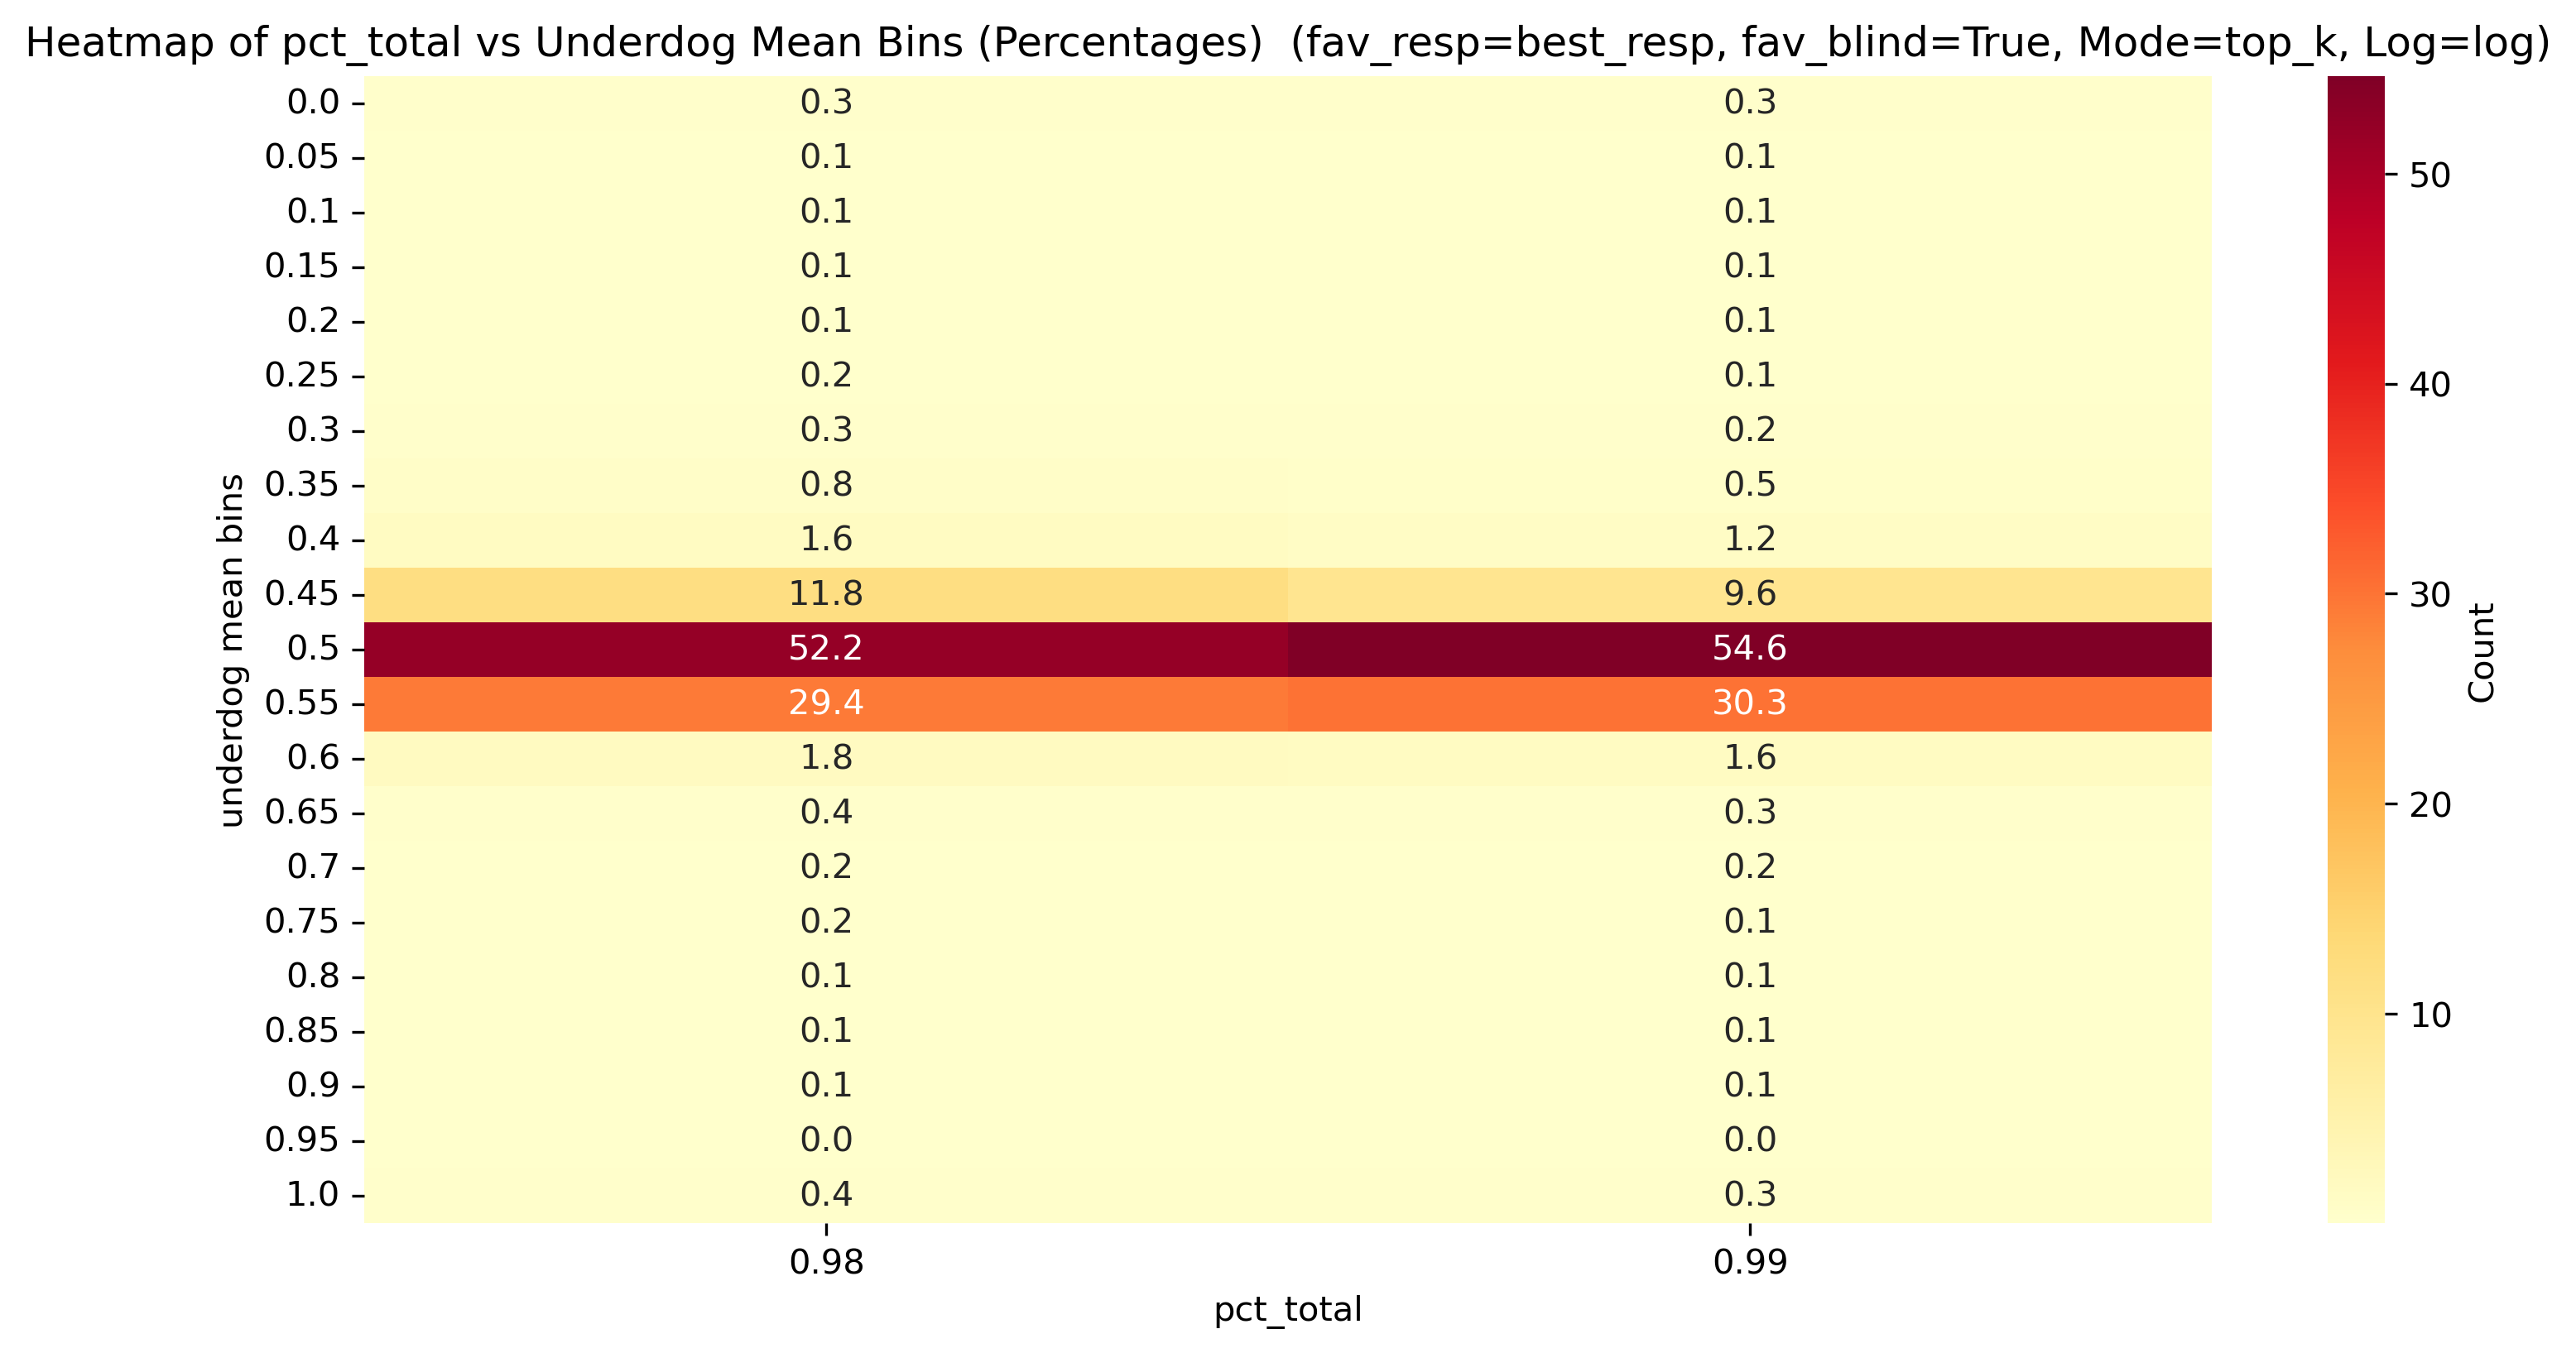 Heatmap of pct_total vs Underdog Mean Bins (Percentages)  (fav_resp=best_resp, fav_blind=True, Mode=top_k, Log=log)
underdog mean bins
0.0 0.3 0.3
0.05 0.1 0.1
0.1 0.1 0.1
0.15 0.1 0.1
0.2 0.1 0.1
0.25 0.2 0.1
0.3 0.3 0.2
0.35 0.8 0.5
0.4 1.6 1.2
0.45 11.8 9.6
0.5 52.2 54.6
0.55 29.4 30.3
0.6 1.8 1.6
0.65 0.4 0.3
0.7 0.2 0.2
0.75 0.2 0.1
0.8 0.1 0.1
0.85 0.1 0.1
0.9 0.1 0.1
0.95 0.0 0.0
1.0 0.4 0.3
0.98 0.99
pct_total
50
40
30
20
10
Count